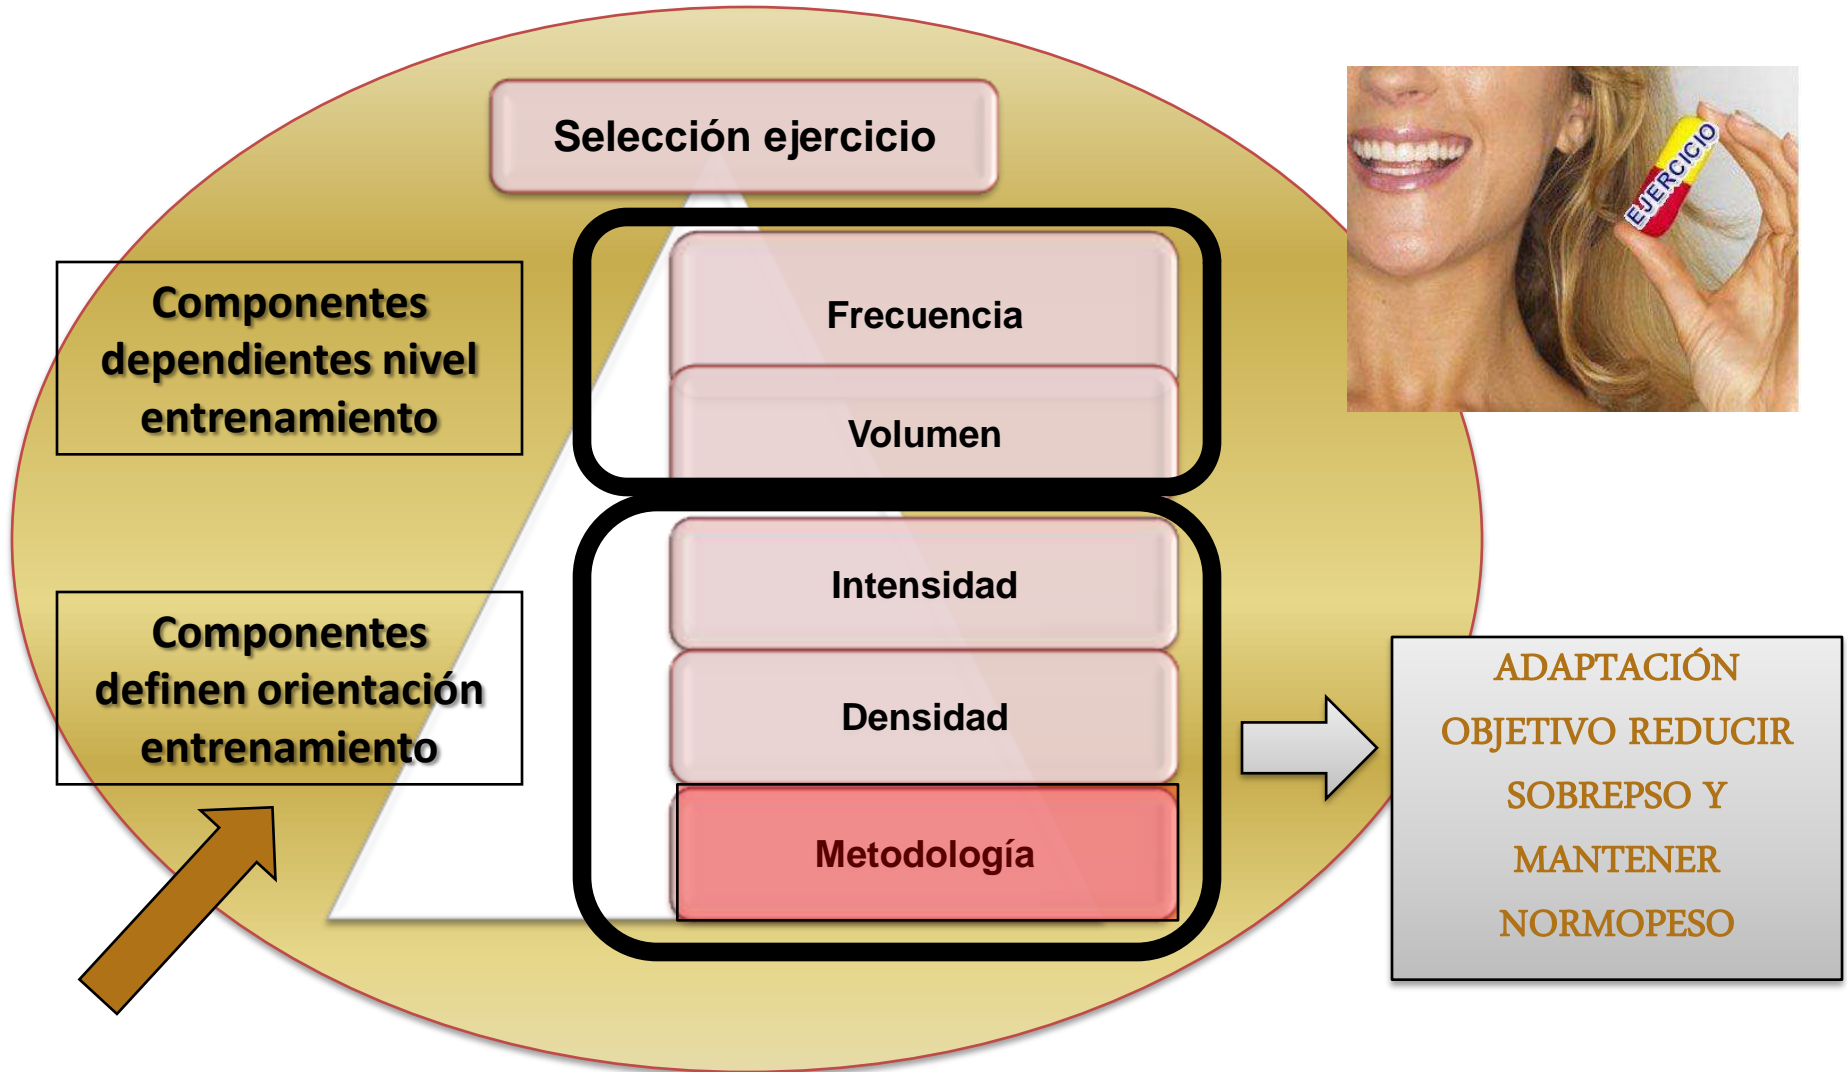 Selección ejercicio
EJERCICIO
Componentes
dependientes nivel
entrenamiento
Frecuencia
Volumen
Componentes
definen orientación
entrenamiento
Intensidad
Densidad
Metodología
ADAPTACIÓN
OBJETIVO REDUCIR
SOBREPSO Y
MANTENER
NORMOPESO